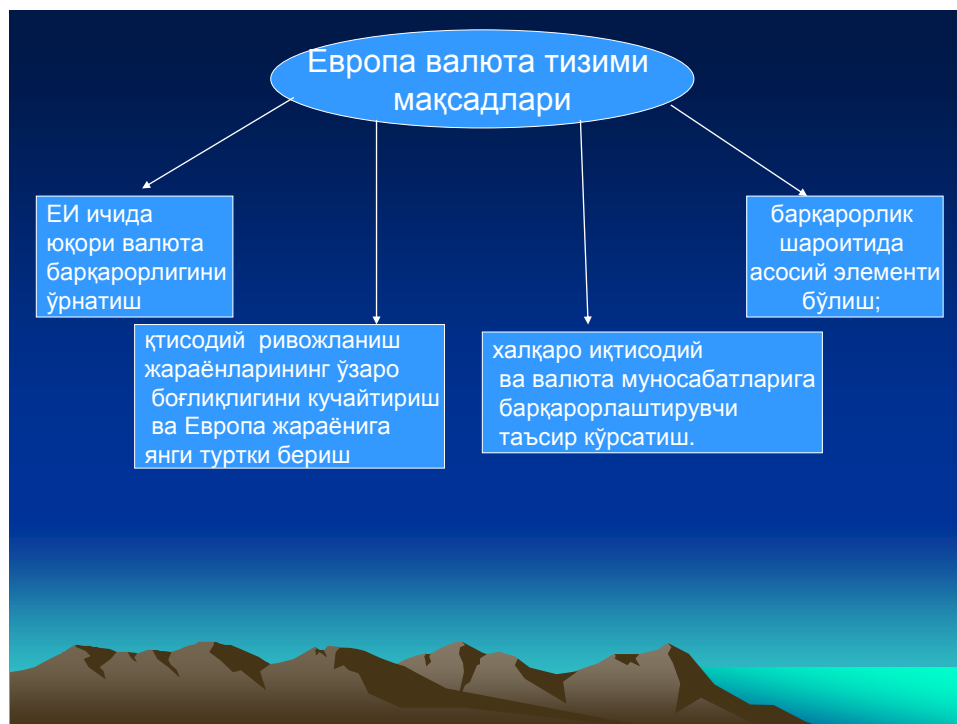 Европа валюта тизими
мақсадлари
ЕИ ичида
юқори валюта
барқарорлигини
ўрнатиш
қтисодий ривожланиш
жараёнларининг ўзаро
боғлиқлигини кучайтириш
ва Европа жараёнига
янги туртки бериш
халқаро иқтисодий
ва валюта муносабатларига
барқарорлаштирувчи
таъсир кўрсатиш.
барқарорлик
шароитида
асосий элементи
бўлиш;